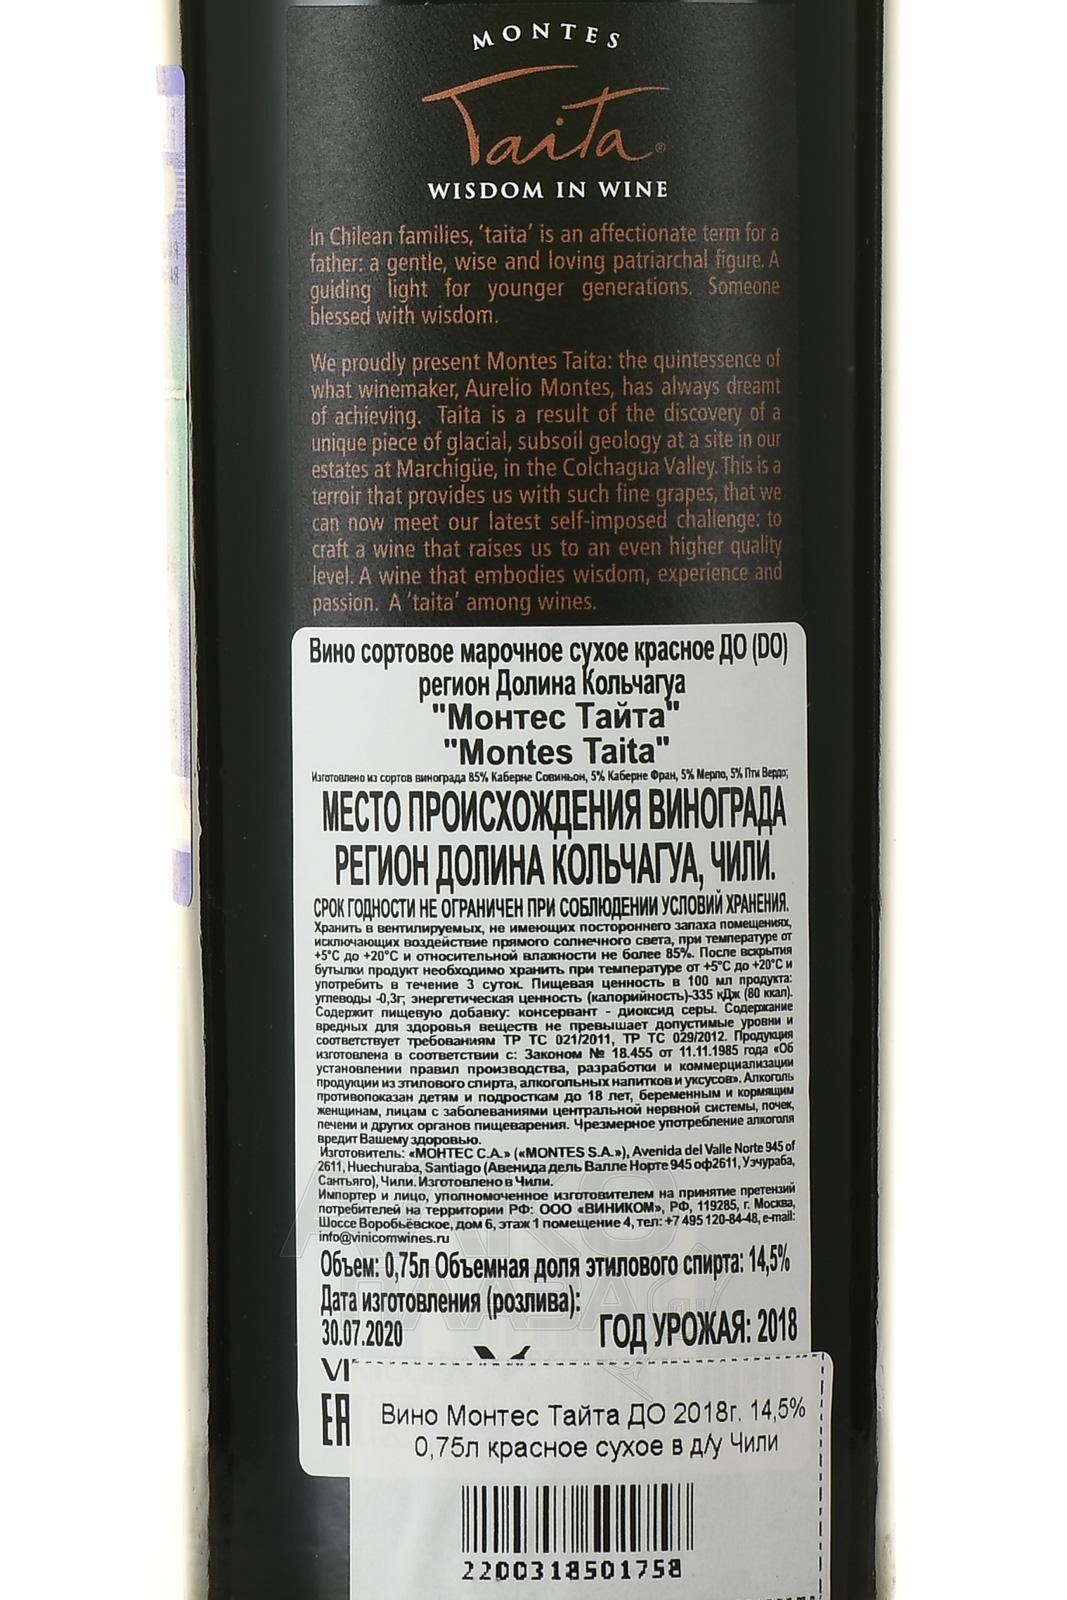 MONTES
Taita®
WISDOM IN WINE
In Chilean families, ‘taita’ is an affectionate term for a
father: a gentle, wise and loving patriarchal figure. A
guiding light for younger generations. Someone
blessed with wisdom.
We proudly present Montes Taita: the quintessence of
what winemaker, Aurelio Montes, has always dreamt
of achieving. Taita is a result of the discovery of a
unique piece of glacial, subsoil geology at a site in our
estates at Marchigüe, in the Colchagua Valley. This is a
terroir that provides us with such fine grapes, that we
can now meet our latest self-imposed challenge: to
craft a wine that raises us to an even higher quality
level. A wine that embodies wisdom, experience and
passion. A ‘taita’ among wines.
Вино сортовое марочное сухое красное ДО (DO)
регион Долина Кольчагуа
"Монтес Тайта"
"Montes Taita"
Изготовлено из сортов винограда 85% Каберне Совиньон, 5% Каберне Фран, 5% Мерло, 5% Пти Вердо;
МЕСТО ПРОИСХОЖДЕНИЯ ВИНОГРАДА
РЕГИОН ДОЛИНА КОЛЬЧАГУА, ЧИЛИ.
СРОК ГОДНОСТИ НЕ ОГРАНИЧЕН ПРИ СОБЛЮДЕНИИ УСЛОВИЙ ХРАНЕНИЯ.
Хранить в вентилируемых, не имеющих постороннего запаха помещениях,
исключающих воздействие прямого солнечного света, при температуре от
+5°С до +20°С и относительной влажности не более 85%. После вскрытия
бутылки продукт необходимо хранить при температуре от +5°С до +20°С и
употребить в течение 3 суток. Пищевая ценность в 100 мл продукта:
углеводы -0,3г; энергетическая ценность (калорийность)-335 кДж (80 ккал).
Содержит пищевую добавку: консервант - диоксид серы. Содержание
вредных для здоровья веществ не превышает допустимые уровни и
соответствует требованиям ТР ТС 021/2011, ТР ТС 029/2012. Продукция
изготовлена в соответствии с: Законом № 18.455 от 11.11.1985 года «Об
установлении правил производства, разработки и коммерциализации
продукции из этилового спирта, алкогольных напитков и уксусов». Алкоголь
противопоказан детям и подросткам до 18 лет, беременным и кормящим
женщинам, лицам с заболеваниями центральной нервной системы, почек,
печени и других органов пищеварения. Чрезмерное употребление алкоголя
вредит Вашему здоровью.
Изготовитель: «МОНТЕС С.А.» («MONTES S.A.»), Avenida del Valle Norte 945 of
2611, Huechuraba, Santiago (Авенида дель Валле Норте 945 оф2611, Уэчураба,
Сантьяго), Чили. Изготовлено в Чили.
Импортер и лицо, уполномоченное изготовителем на принятие претензий
потребителей на территории РФ: ООО «ВИНИКОМ», РФ, 119285, г. Москва,
Шоссе Воробьёвское, дом 6, этаж 1 помещение 4, тел: +7 495 120-84-48, e-mail:
info@vinicomwines.ru
Объем: 0,75л Объемная доля этилового спирта: 14,5%
Дата изготовления (розлива):
30.07.2020 ГОД УРОЖАЯ: 2018
VI
EAC
Вино Монтес Тайта ДО 2018г. 14,5%
0,75л красное сухое в д/у Чили
2200318501758